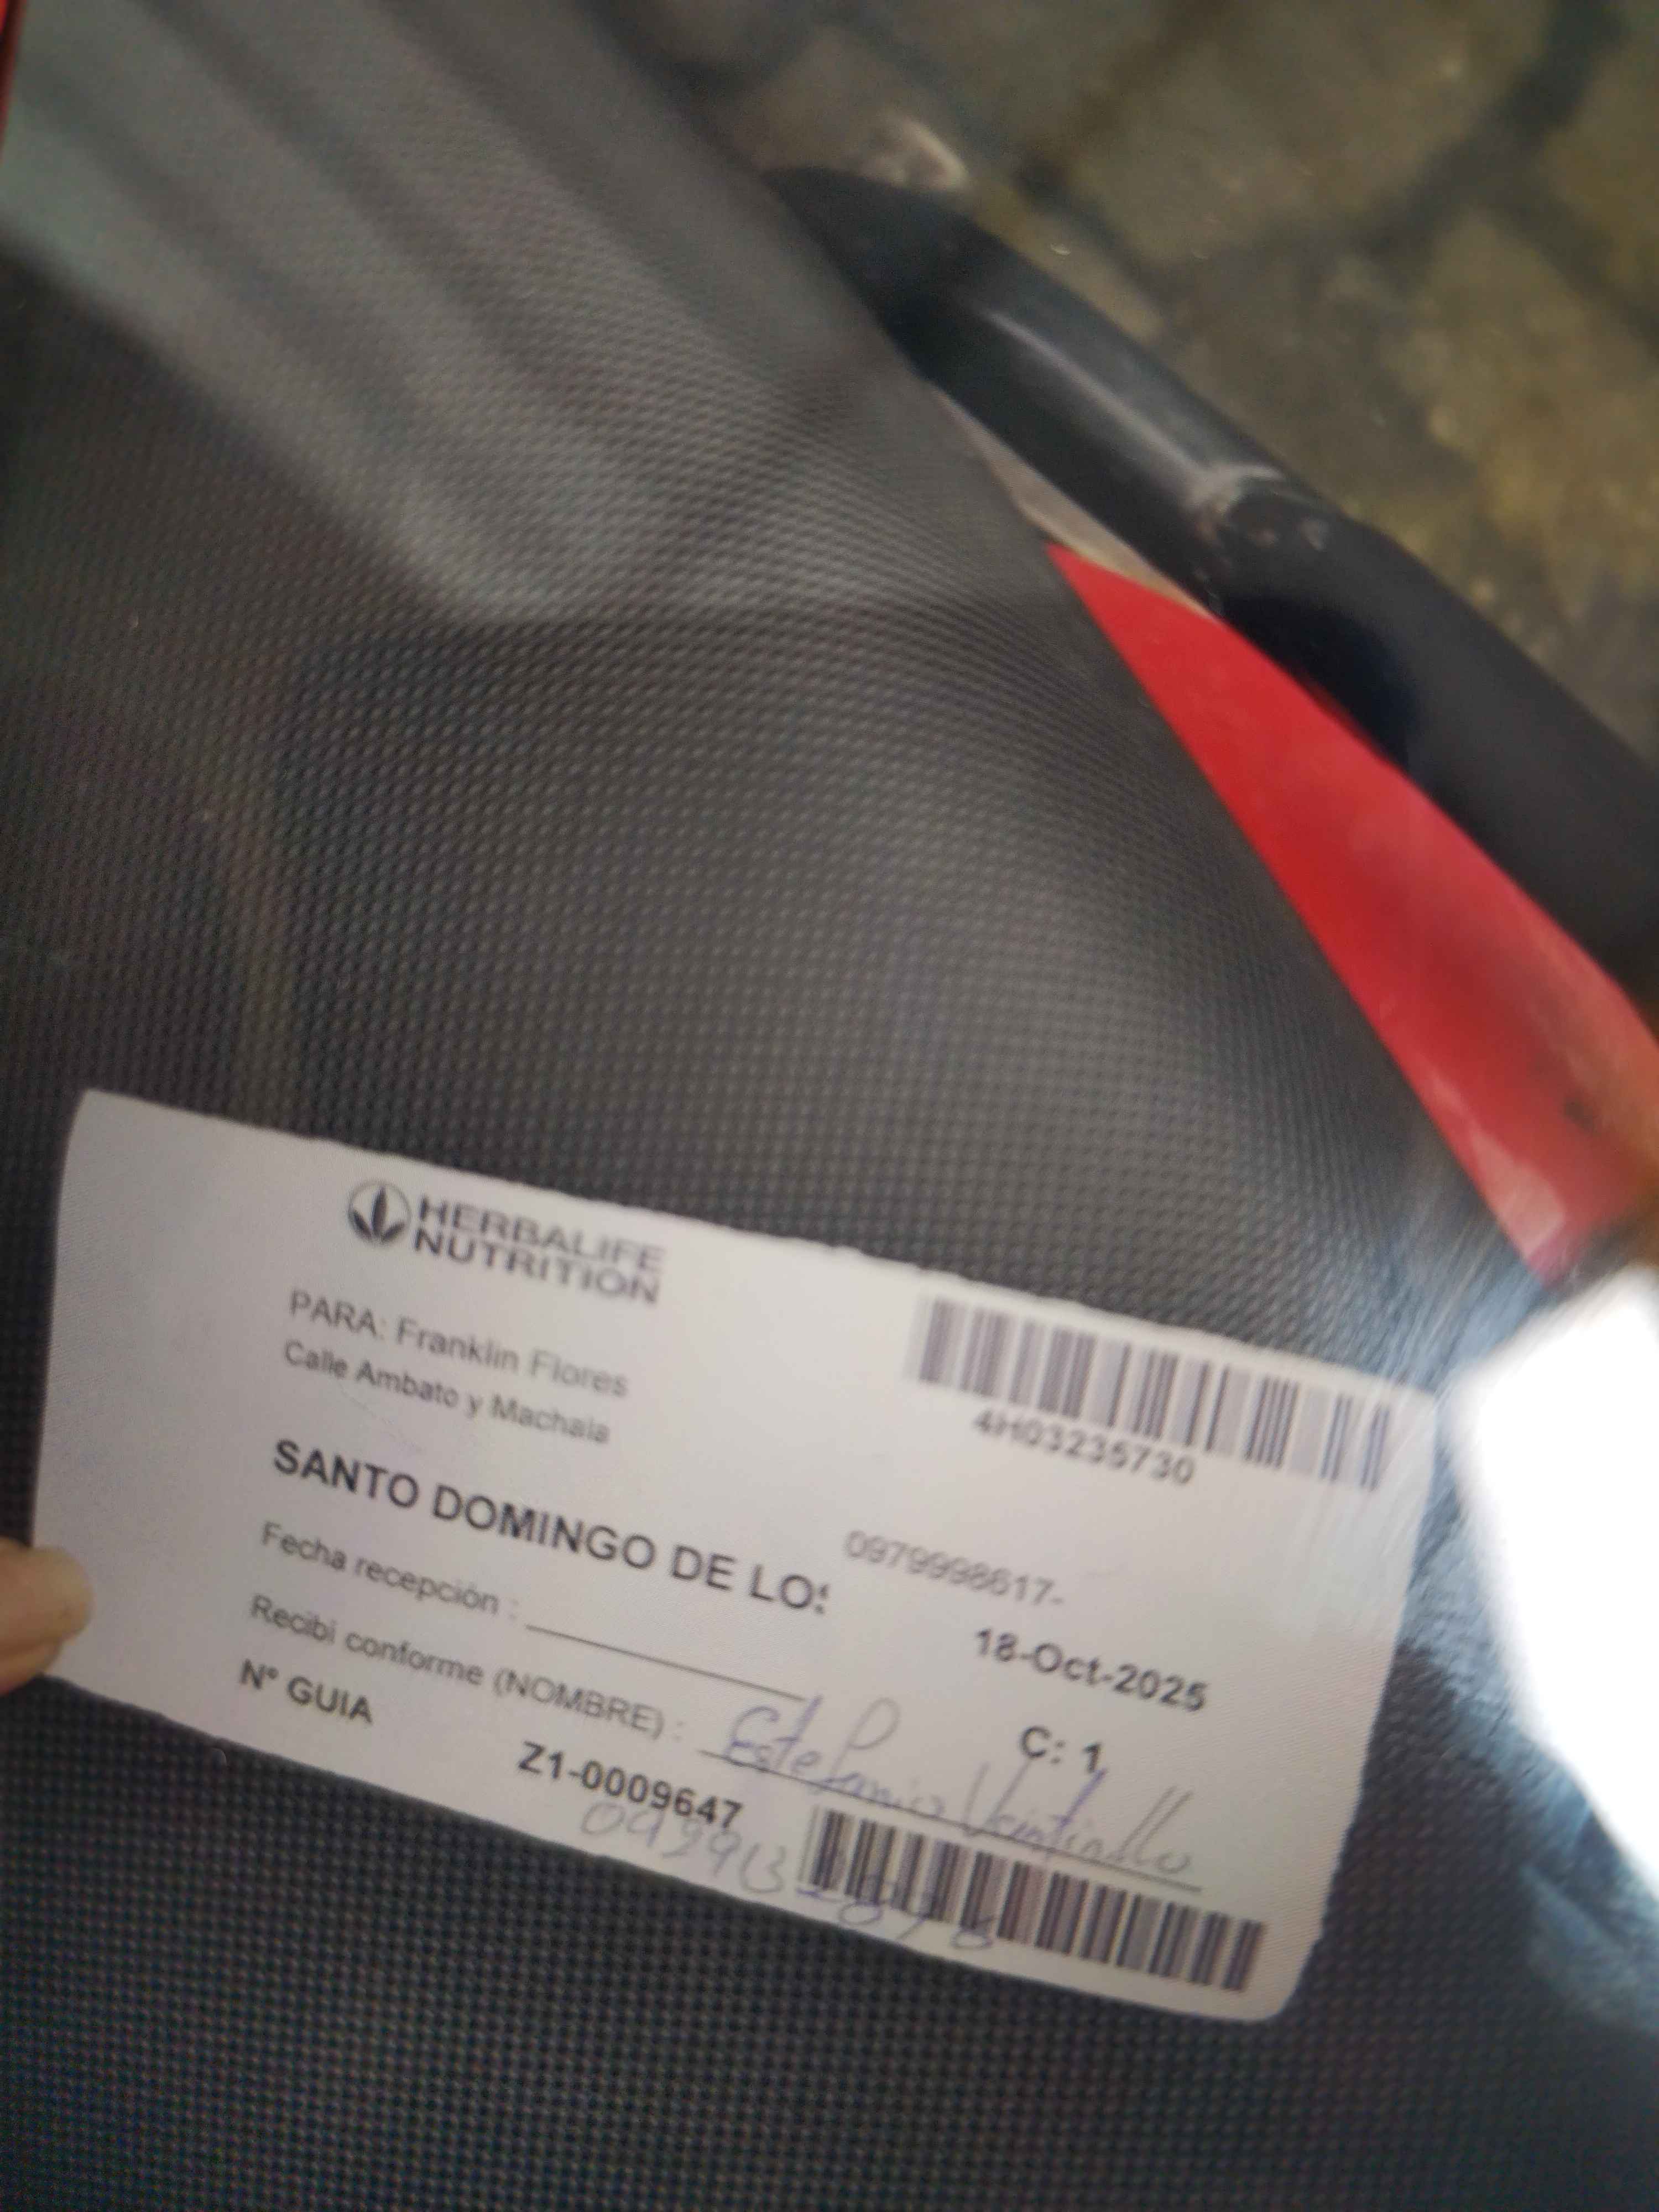 HERBALIFE
NUTRITION
PARA: Franklin Flores
Calle Ambato y Machala
4H03235730
SANTO DOMINGO DE LO
0979998617-
Fecha recepción :
18-Oct-2025
Recibi conforme (NOMBRE) : Estefania
C: 1
Nº GUIA
Z1-0009647